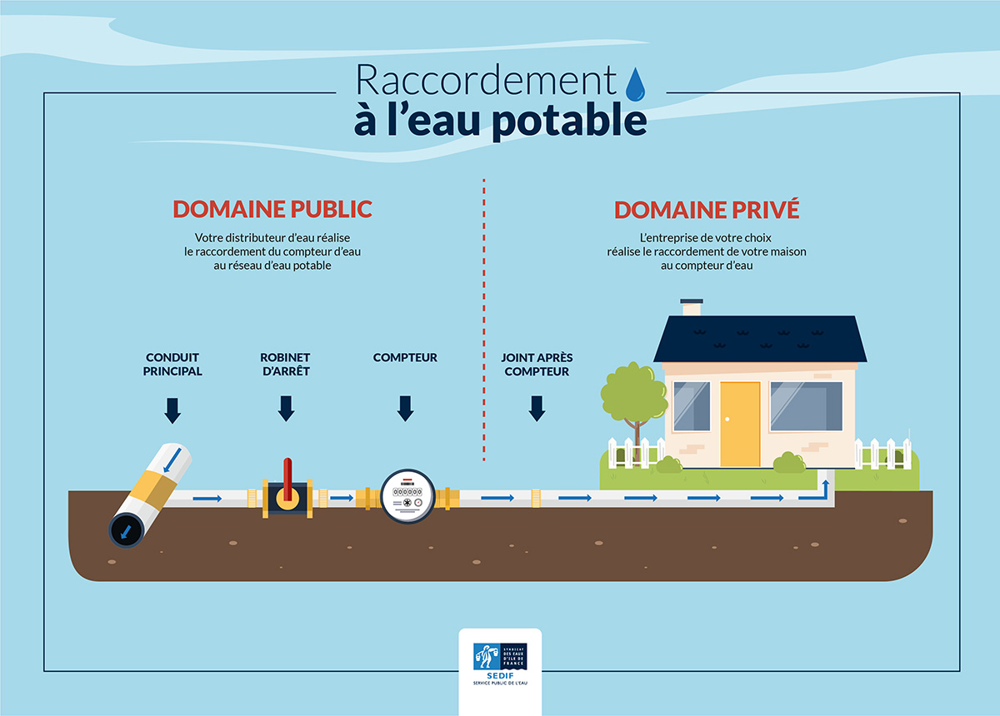 Raccordement
à l'eau potable
DOMAINE PUBLIC
Votre distributeur d'eau réalise
le raccordement du compteur d'eau
au réseau d'eau potable
DOMAINE PRIVÉ
L'entreprise de votre choix
réalise le raccordement de votre maison
au compteur d'eau
CONDUIT
PRINCIPAL
ROBINET
D'ARRÊT
COMPTEUR
JOINT APRÈS
COMPTEUR
000000
SYNDICAT
DES EAUX
D'ILE DE
FRANCE
SEDIF
SERVICE PUBLIC DE L'EAU